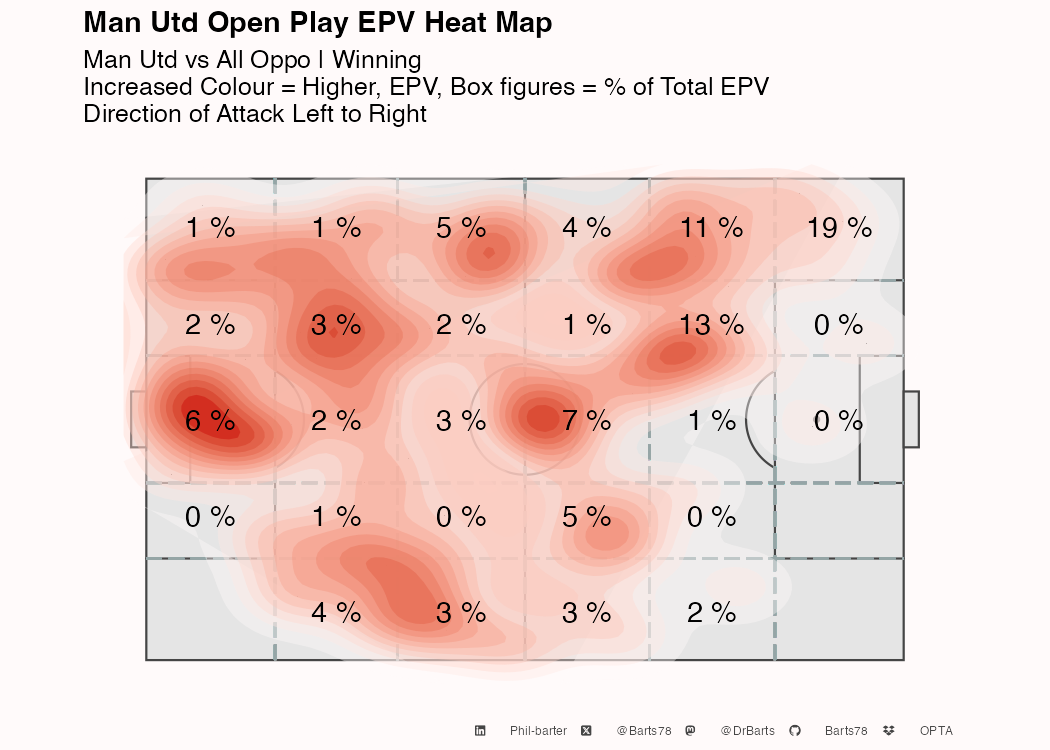 Man Utd Open Play EPV Heat Map
Man Utd vs All Oppo | Winning
Increased Colour = Higher, EPV, Box figures = % of Total EPV
Direction of Attack Left to Right
1 % 1 % 5 % 4 % 11 % 19 %
2 % 3 % 2 % 1 % 13 % 0 %
6 % 2 % 3 % 7 % 1 % 0 %
0 % 1 % 0 % 5 % 0 %
4 % 3 % 3 % 2 %
Phil-barter @Barts78 @DrBarts Barts78 OPTA